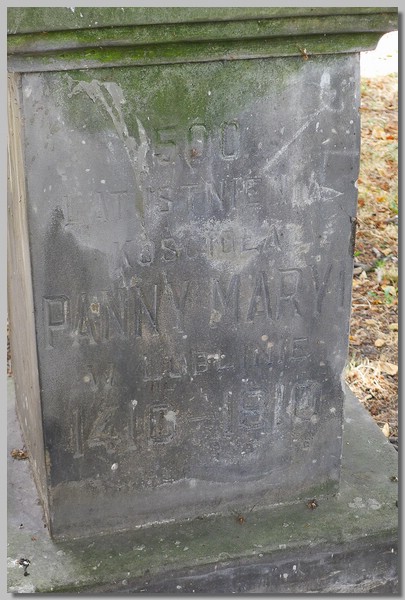 500
LAT ISTNIENIA
KOŚCIOŁA
PANNY MARYI
W LUBLINIE
1410-1910